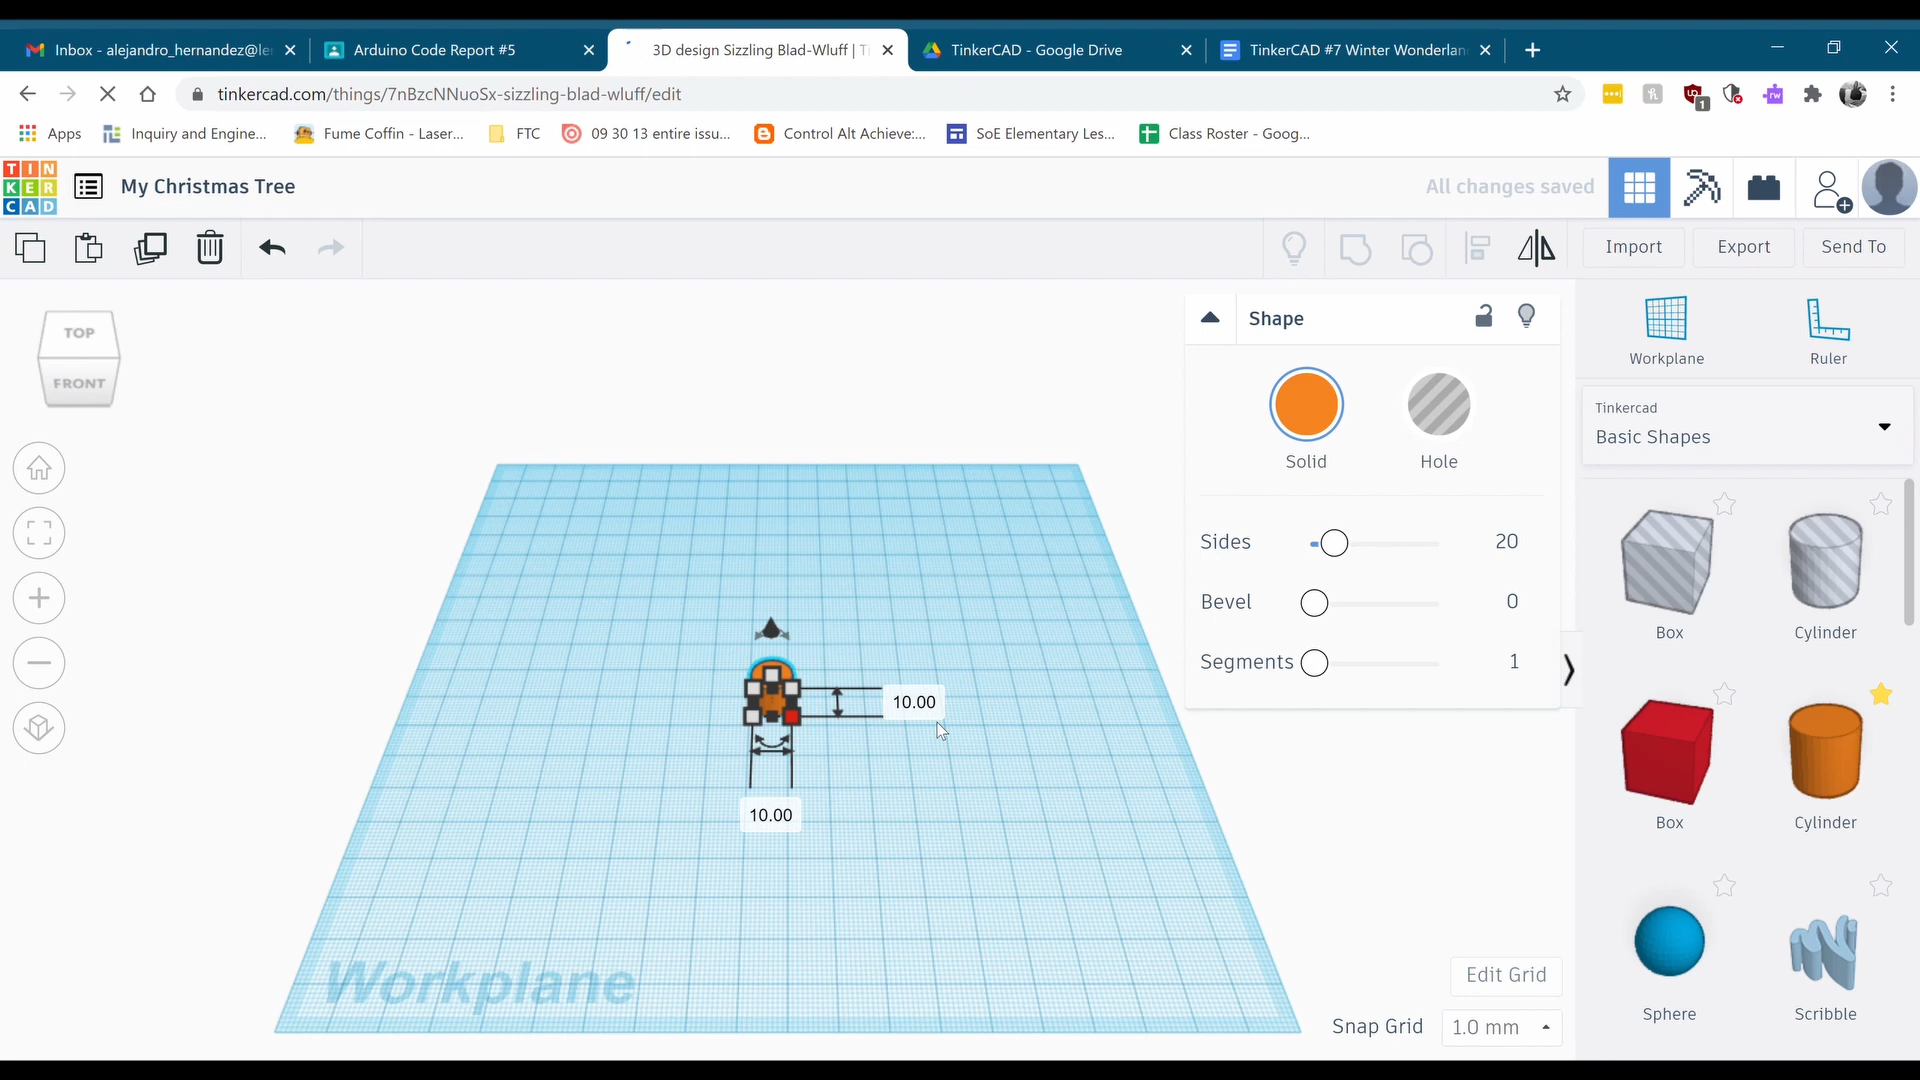 Inbox - alejandro_hernandez@le
Arduino Code Report #5
3D design Sizzling Blad-Wluff | T
TinkerCAD - Google Drive
TinkerCAD #7 Winter Wonderlan
tinkercad.com/things/7nBzcNNuoSx-sizzling-blad-wluff/edit
1
Apps
Inquiry and Engine...
Fume Coffin - Laser...
FTC
09 30 13 entire issu...
Control Alt Achieve:...
SoE Elementary Les...
Class Roster - Goog...
TIN
KER
CAD
My Christmas Tree
All changes saved
Import
Export
Send To
TOP
FRONT
Shape
Solid
Hole
Sides
20
Bevel
0
Segments
1
Workplane
Ruler
Tinkercad
Basic Shapes
Box
Cylinder
Box
Cylinder
Sphere
Scribble
10.00
10.00
Workplane
Edit Grid
Snap Grid
1.0 mm